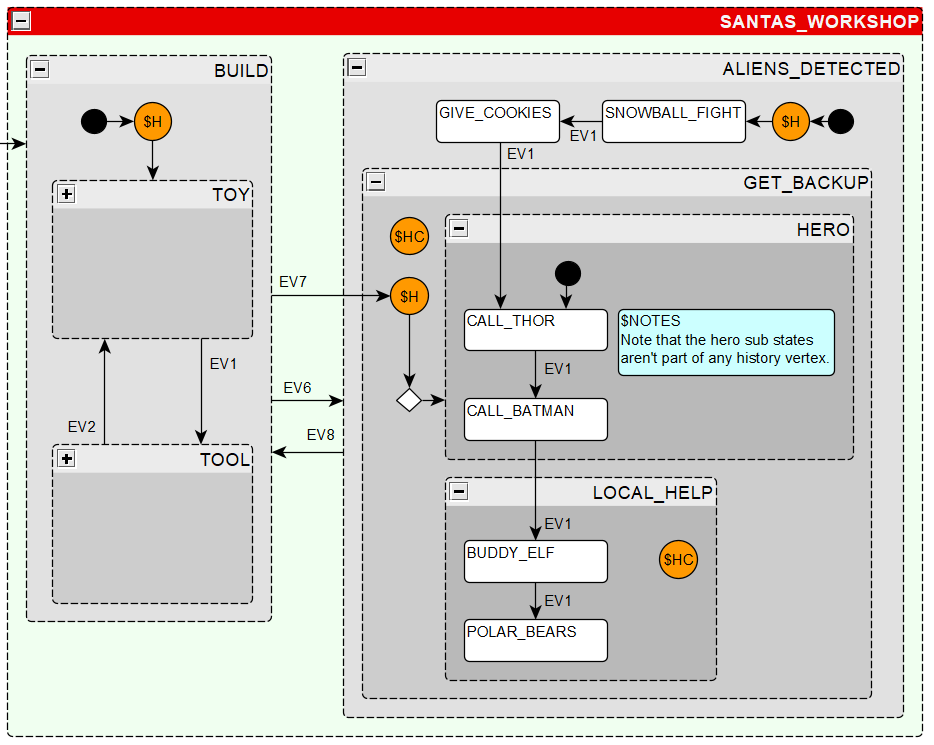 SANTAS_WORKSHOP
BUILD
$H
TOY
EV1
EV2
TOOL
EV7
EV6
EV8
ALIENS_DETECTED
GIVE_COOKIES
EV1
SNOWBALL_FIGHT
$H
EV1
GET_BACKUP
$HC
$H
HERO
CALL_THOR
$NOTES
Note that the hero sub states
aren't part of any history vertex.
EV1
CALL_BATMAN
LOCAL_HELP
EV1
BUDDY_ELF
$HC
EV1
POLAR_BEARS